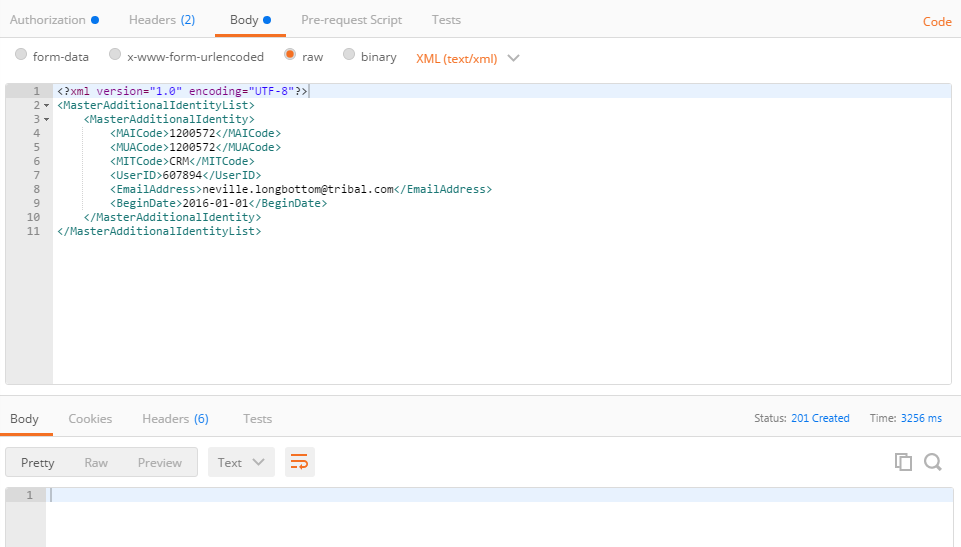 Authorization Headers (2) Body Pre-request Script Tests Code
form-data x-www-form-urlencoded raw binary XML (text/xml)
1 <?xml version="1.0" encoding="UTF-8"?>
2 <MasterAdditionalIdentityList>
3 <MasterAdditionalIdentity>
4 <MAICode>1200572</MAICode>
5 <MUACode>1200572</MUACode>
6 <MITCode>CRM</MITCode>
7 <UserID>607894</UserID>
8 <EmailAddress>neville.longbottom@tribal.com</EmailAddress>
9 <BeginDate>2016-01-01</BeginDate>
10 </MasterAdditionalIdentity>
11 </MasterAdditionalIdentityList>
Body Cookies Headers (6) Tests Status: 201 Created Time: 3256 ms
Pretty Raw Preview Text
1